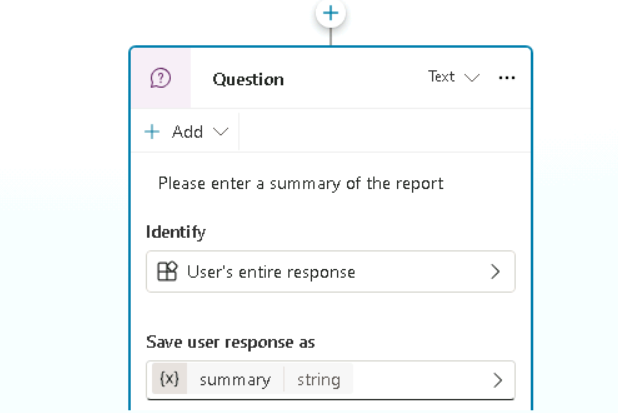 Question Text
Add
Please enter a summary of the report
Identify
User's entire response
Save user response as
{x} summary string